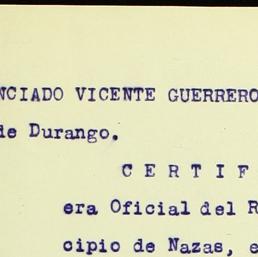 NCIADO VICENTE GUERRERO
de Durango.
C E R T I F
era Oficial del R
cipio de Nazas, e